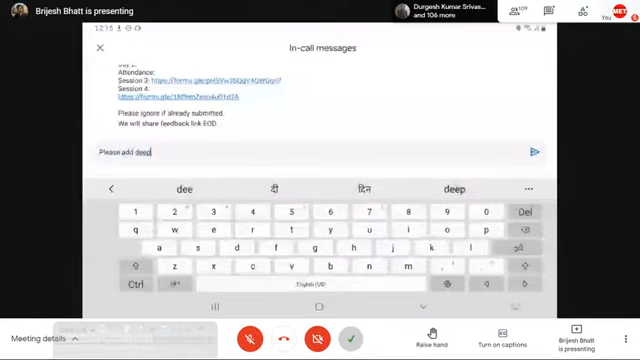 Brijesh Bhatt is presenting
Durgesh Kumar Srivas...
and 106 more
109
You
MET
12:15
In-call messages
Day 2:
Attendance:
Session 3:
Session 4:
Please ignore if already submitted.
We will share feedback link EOD.
Please add deep
dee दी दिन deep ...
1 2 3 4 5 6 7 8 9 0 Del
q w e r t y u i o p
a s d f g h j k l
z x c v b n m
Ctrl English (US)
Meeting details
Raise hand
Turn on captions
Brijesh Bhatt
is presenting